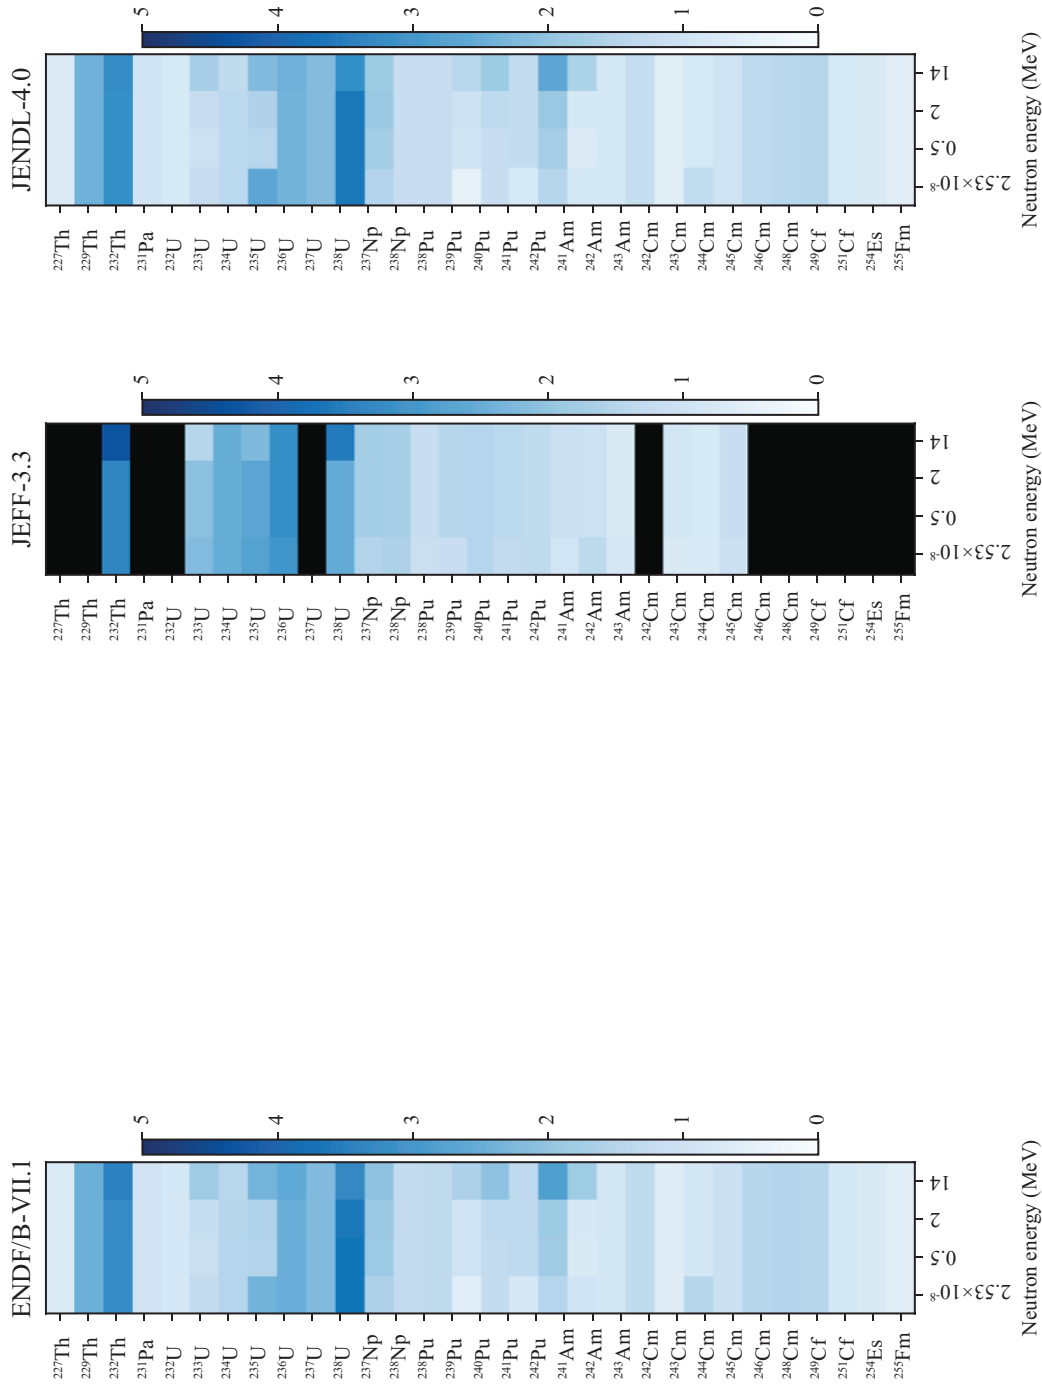 JENDL-4.0
5
4
3
2
1
0
²²⁷Th
²²⁹Th
²³²Th
²³¹Pa
²³²U
²³³U
²³⁴U
²³⁵U
²³⁶U
²³⁷U
²³⁸U
²³⁷Np
²³⁸Np
²³⁸Pu
²³⁹Pu
²⁴⁰Pu
²⁴¹Pu
²⁴²Pu
²⁴¹Am
²⁴²Am
²⁴³Am
²⁴²Cm
²⁴³Cm
²⁴⁴Cm
²⁴⁵Cm
²⁴⁶Cm
²⁴⁸Cm
²⁴⁹Cf
²⁵¹Cf
²⁵⁴Es
²⁵⁵Fm
14
2
0.5
2.53×10⁻⁸
Neutron energy (MeV)
JEFF-3.3
5
4
3
2
1
0
²²⁷Th
²²⁹Th
²³²Th
²³¹Pa
²³²U
²³³U
²³⁴U
²³⁵U
²³⁶U
²³⁷U
²³⁸U
²³⁷Np
²³⁸Np
²³⁸Pu
²³⁹Pu
²⁴⁰Pu
²⁴¹Pu
²⁴²Pu
²⁴¹Am
²⁴²Am
²⁴³Am
²⁴²Cm
²⁴³Cm
²⁴⁴Cm
²⁴⁵Cm
²⁴⁶Cm
²⁴⁸Cm
²⁴⁹Cf
²⁵¹Cf
²⁵⁴Es
²⁵⁵Fm
14
2
0.5
2.53×10⁻⁸
Neutron energy (MeV)
ENDF/B-VII.1
5
4
3
2
1
0
²²⁷Th
²²⁹Th
²³²Th
²³¹Pa
²³²U
²³³U
²³⁴U
²³⁵U
²³⁶U
²³⁷U
²³⁸U
²³⁷Np
²³⁸Np
²³⁸Pu
²³⁹Pu
²⁴⁰Pu
²⁴¹Pu
²⁴²Pu
²⁴¹Am
²⁴²Am
²⁴³Am
²⁴²Cm
²⁴³Cm
²⁴⁴Cm
²⁴⁵Cm
²⁴⁶Cm
²⁴⁸Cm
²⁴⁹Cf
²⁵¹Cf
²⁵⁴Es
²⁵⁵Fm
14
2
0.5
2.53×10⁻⁸
Neutron energy (MeV)